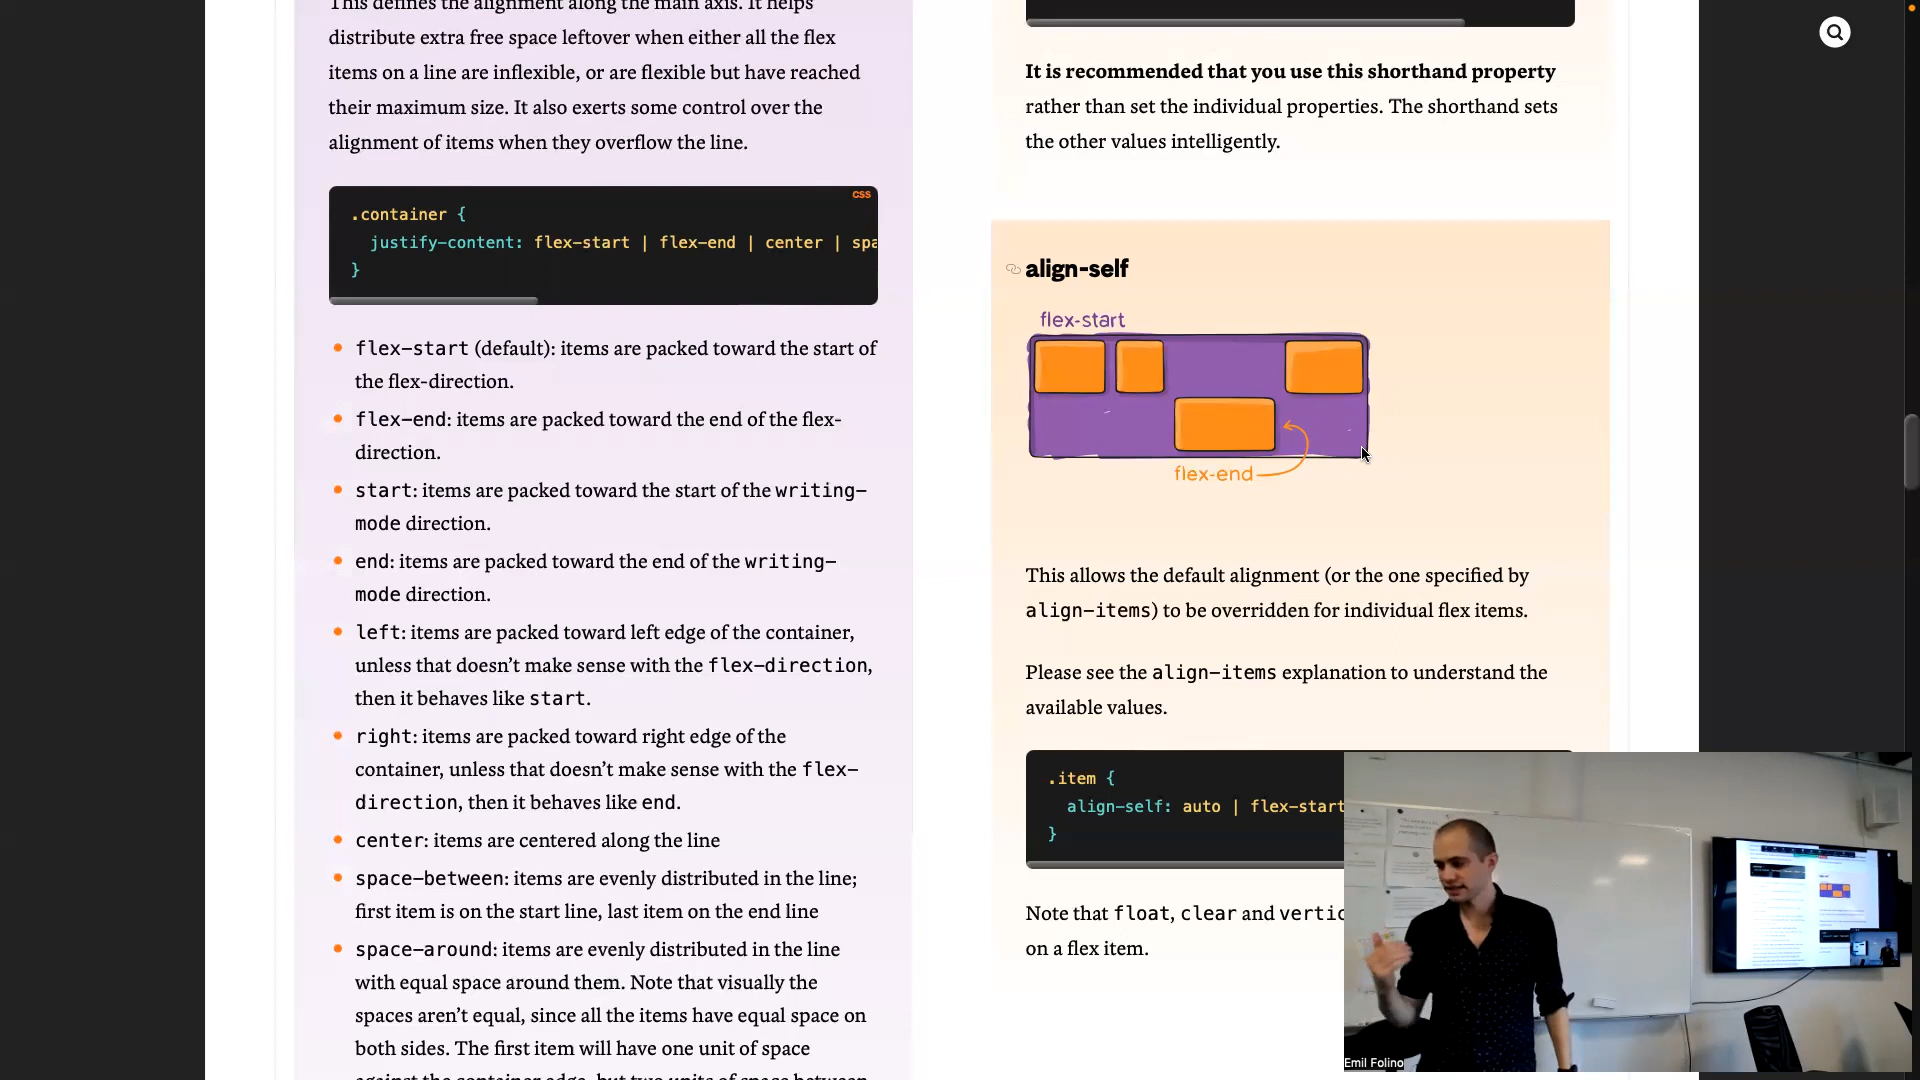 This defines the alignment along the main axis. It helps
distribute extra free space leftover when either all the flex
items on a line are inflexible, or are flexible but have reached
their maximum size. It also exerts some control over the
alignment of items when they overflow the line.
css
.container {
justify-content: flex-start | flex-end | center | spa
}
flex-start (default): items are packed toward the start of
the flex-direction.
flex-end: items are packed toward the end of the flex-
direction.
start: items are packed toward the start of the writing-
mode direction.
end: items are packed toward the end of the writing-
mode direction.
left: items are packed toward left edge of the container,
unless that doesn’t make sense with the flex-direction,
then it behaves like start.
right: items are packed toward right edge of the
container, unless that doesn’t make sense with the flex-
direction, then it behaves like end.
center: items are centered along the line
space-between: items are evenly distributed in the line;
first item is on the start line, last item on the end line
space-around: items are evenly distributed in the line
with equal space around them. Note that visually the
spaces aren’t equal, since all the items have equal space on
both sides. The first item will have one unit of space
against the container edge, but two units of space between
It is recommended that you use this shorthand property
rather than set the individual properties. The shorthand sets
the other values intelligently.
align-self
flex-start
flex-end
This allows the default alignment (or the one specified by
align-items) to be overridden for individual flex items.
Please see the align-items explanation to understand the
available values.
.item {
align-self: auto | flex-start
}
Note that float, clear and vertic
on a flex item.
Emil Folino